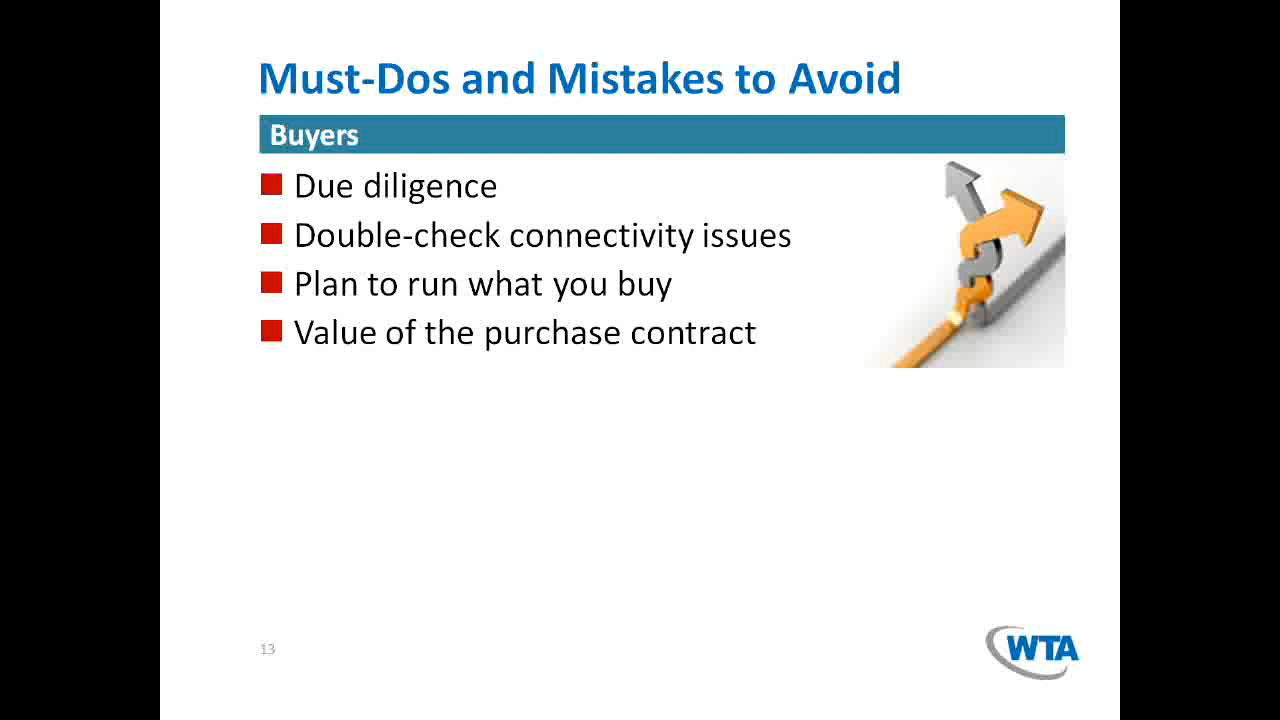 Must-Dos and Mistakes to Avoid
Buyers
Due diligence
Double-check connectivity issues
Plan to run what you buy
Value of the purchase contract
13
WTA